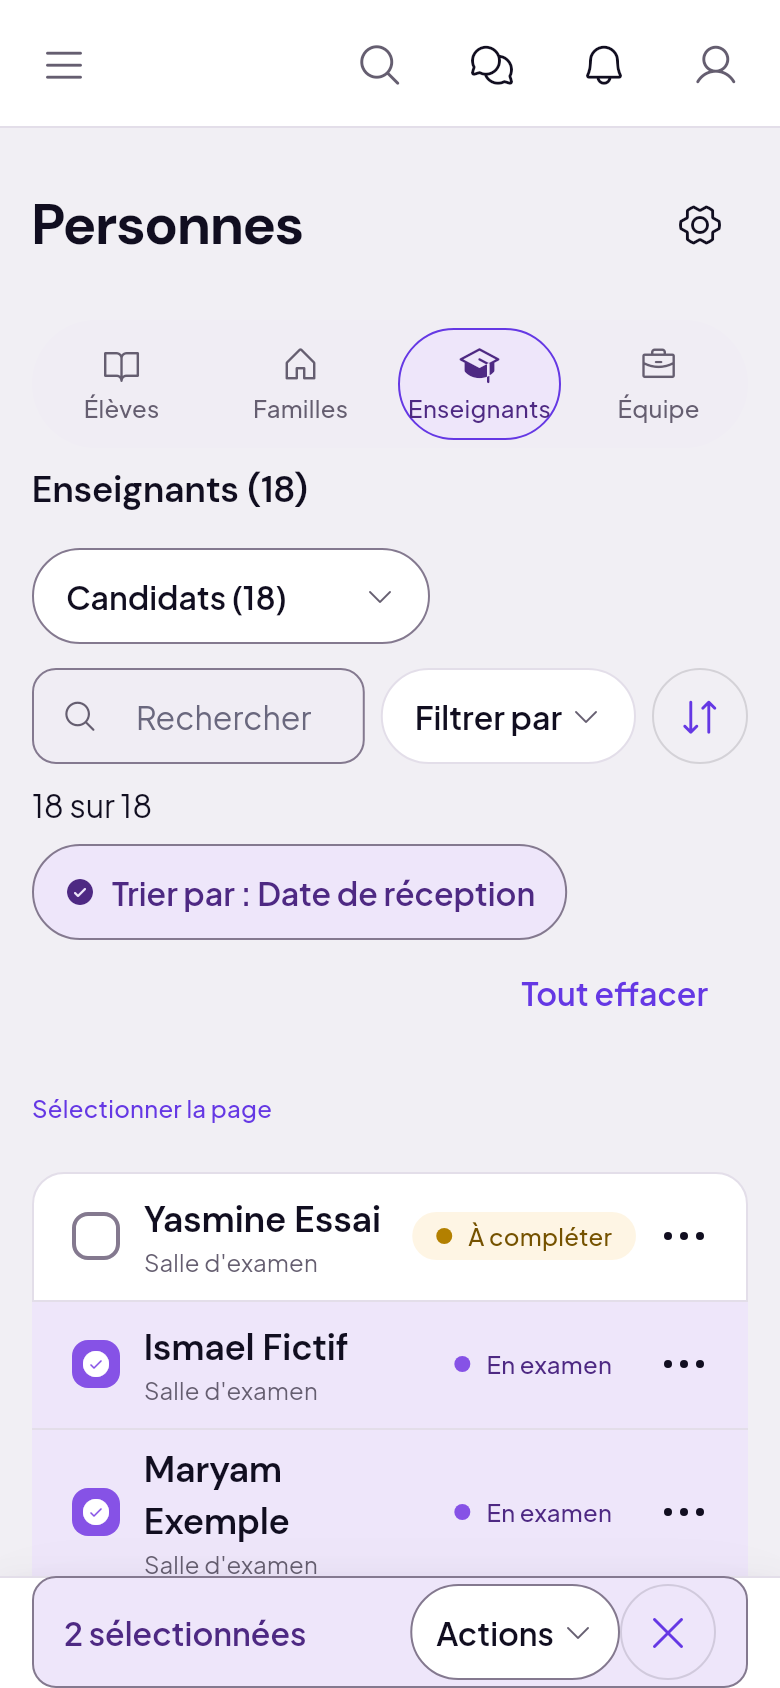 Personnes
Élèves
Familles
Enseignants
Équipe
Enseignants (18)
Candidats (18)
Rechercher
Filtrer par
18 sur 18
Trier par : Date de réception
Tout effacer
Sélectionner la page
Yasmine Essai
À compléter
Salle d'examen
Ismael Fictif
En examen
Salle d'examen
Maryam
Exemple
En examen
Salle d'examen
2 sélectionnées
Actions